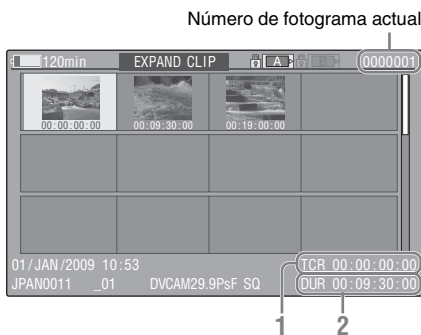 Número de fotograma actual
120min EXPAND CLIP A B 0000001
00:00:00:00 00:09:30:00 00:19:00:00
01/JAN/2009 10:53 TCR 00:00:00:00
JPAN0011 _01 DVCAM29.9PsF SQ DUR 00:09:30:00
1 2